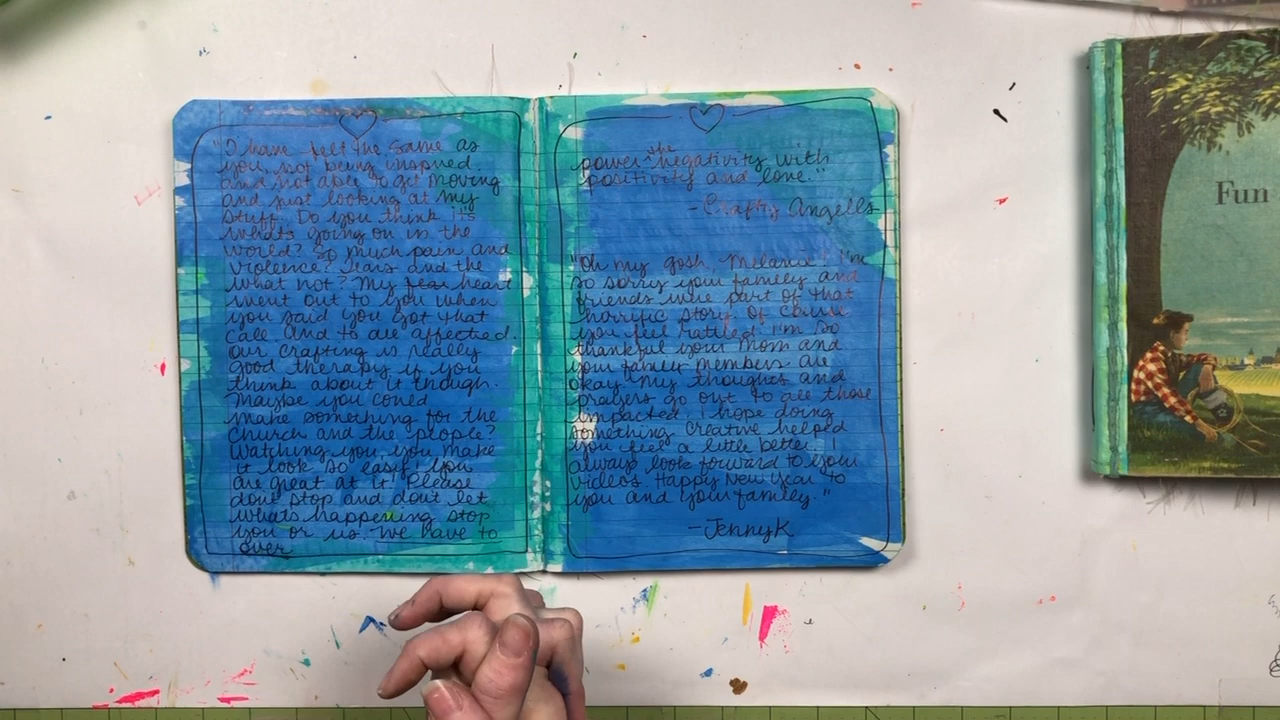 "I have felt the same as
you, not being inspired.
and not able to get moving
and just looking at my
stuff. Do you think it's
whats going on in the
world? So much pain and
violence? Tears and the
what not? My heart
went out to you when
you said you got that
call and to all affected.
Our crafting is really
good therapy if you
think about it though.
Maybe you could
make something for the
church and the people?
Watching you, you make
it look so easy! You
are great at it! Please
dont stop and dont let
whats happening stop
you or us. We have to
over
power the negativity with
positivity and love."
- Crafty Angells
"Oh my gosh, Melanie! I'm
so sorry your family and
friends were part of that
horrific story. Of course
you feel rattled. I'm so
thankful your Mom and
your family members are
okay. My thoughts and
prayers go out to all those
impacted. I hope doing
something creative helped
you feel a little better. I
always look forward to your
videos. Happy New Year to
you and your family."
- JennyK
Fun